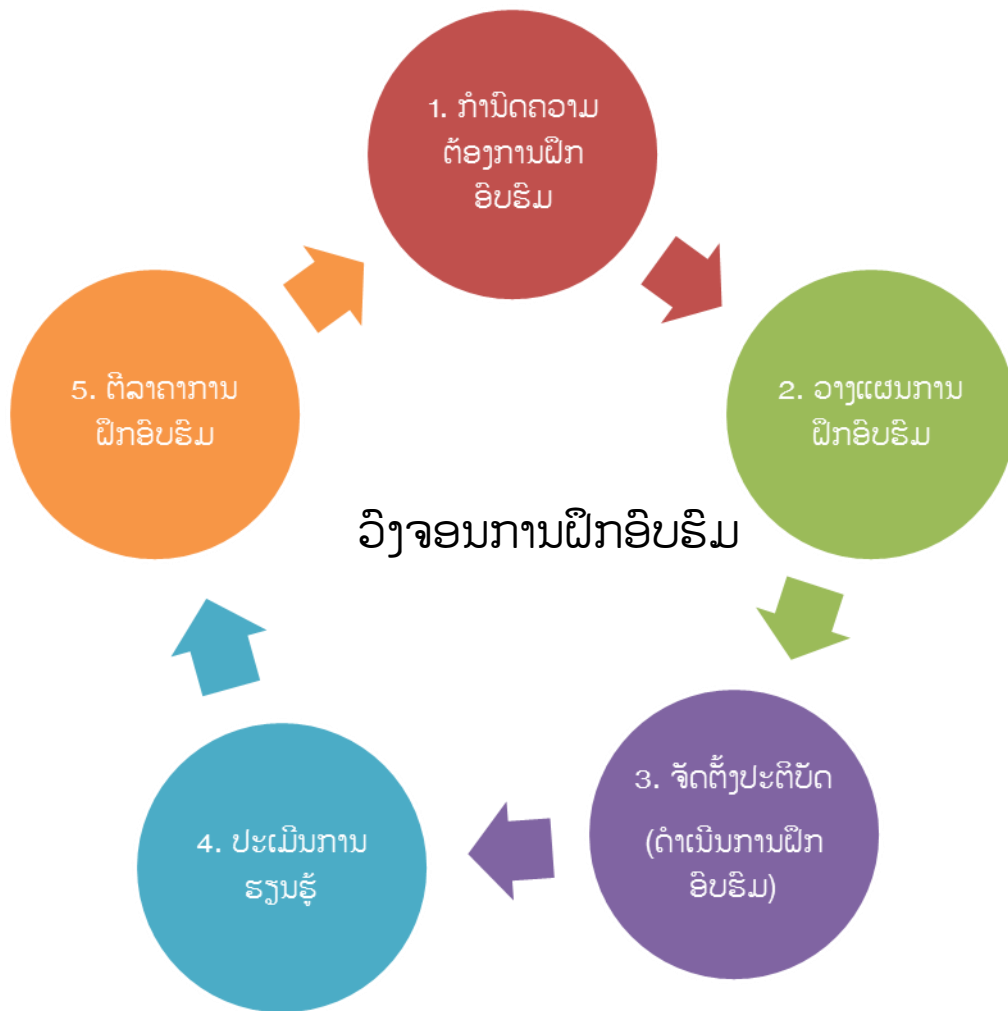 1. ກຳນົດຄວາມ
ຕ້ອງການຝຶກ
ອົບຮົມ
2. ວາງແຜນການ
ຝຶກອົບຮົມ
3. ຈັດຕັ້ງປະຕິບັດ
(ດຳເນີນການຝຶກ
ອົບຮົມ)
4. ປະເມີນການ
ຮຽນຮູ້
5. ຕີລາຄາການ
ຝຶກອົບຮົມ
ວົງຈອນການຝຶກອົບຮົມ